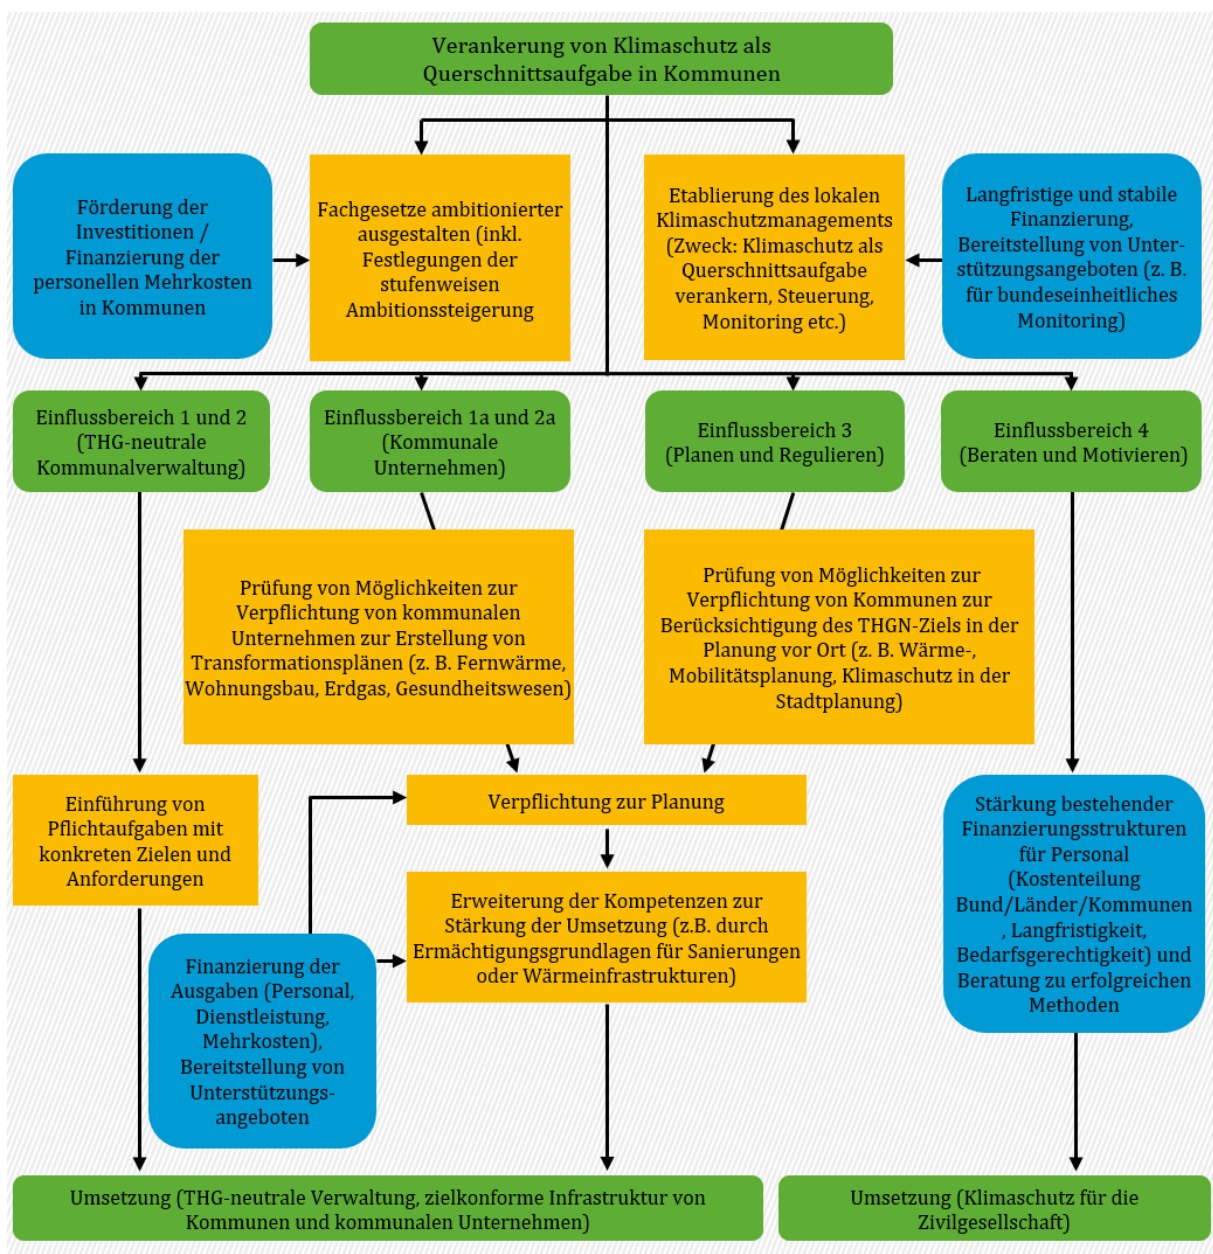 Verankerung von Klimaschutz als
Querschnittsaufgabe in Kommunen
Förderung der
Investitionen /
Finanzierung der
personellen Mehrkosten
in Kommunen
Fachgesetze ambitionierter
ausgestalten (inkl.
Festlegungen der
stufenweisen
Ambitionssteigerung
Etablierung des lokalen
Klimaschutzmanagements
(Zweck: Klimaschutz als
Querschnittsaufgabe
verankern, Steuerung,
Monitoring etc.)
Langfristige und stabile
Finanzierung,
Bereitstellung von Unter-
stützungsangeboten (z. B.
für bundeseinheitliches
Monitoring)
Einflussbereich 1 und 2
(THG-neutrale
Kommunalverwaltung)
Einflussbereich 1a und 2a
(Kommunale
Unternehmen)
Einflussbereich 3
(Planen und Regulieren)
Einflussbereich 4
(Beraten und Motivieren)
Prüfung von Möglichkeiten zur
Verpflichtung von kommunalen
Unternehmen zur Erstellung von
Transformationsplänen (z. B. Fernwärme,
Wohnungsbau, Erdgas, Gesundheitswesen)
Prüfung von Möglichkeiten zur
Verpflichtung von Kommunen zur
Berücksichtigung des THGN-Ziels in der
Planung vor Ort (z. B. Wärme-,
Mobilitätsplanung, Klimaschutz in der
Stadtplanung)
Einführung von
Pflichtaufgaben mit
konkreten Zielen und
Anforderungen
Verpflichtung zur Planung
Erweiterung der Kompetenzen zur
Stärkung der Umsetzung (z.B. durch
Ermächtigungsgrundlagen für Sanierungen
oder Wärmeinfrastrukturen)
Stärkung bestehender
Finanzierungsstrukturen
für Personal
(Kostenteilung
Bund/Länder/Kommunen
, Langfristigkeit,
Bedarfsgerechtigkeit) und
Beratung zu erfolgreichen
Methoden
Finanzierung der
Ausgaben (Personal,
Dienstleistung,
Mehrkosten),
Bereitstellung von
Unterstützungs-
angeboten
Umsetzung (THG-neutrale Verwaltung, zielkonforme Infrastruktur von
Kommunen und kommunalen Unternehmen)
Umsetzung (Klimaschutz für die
Zivilgesellschaft)